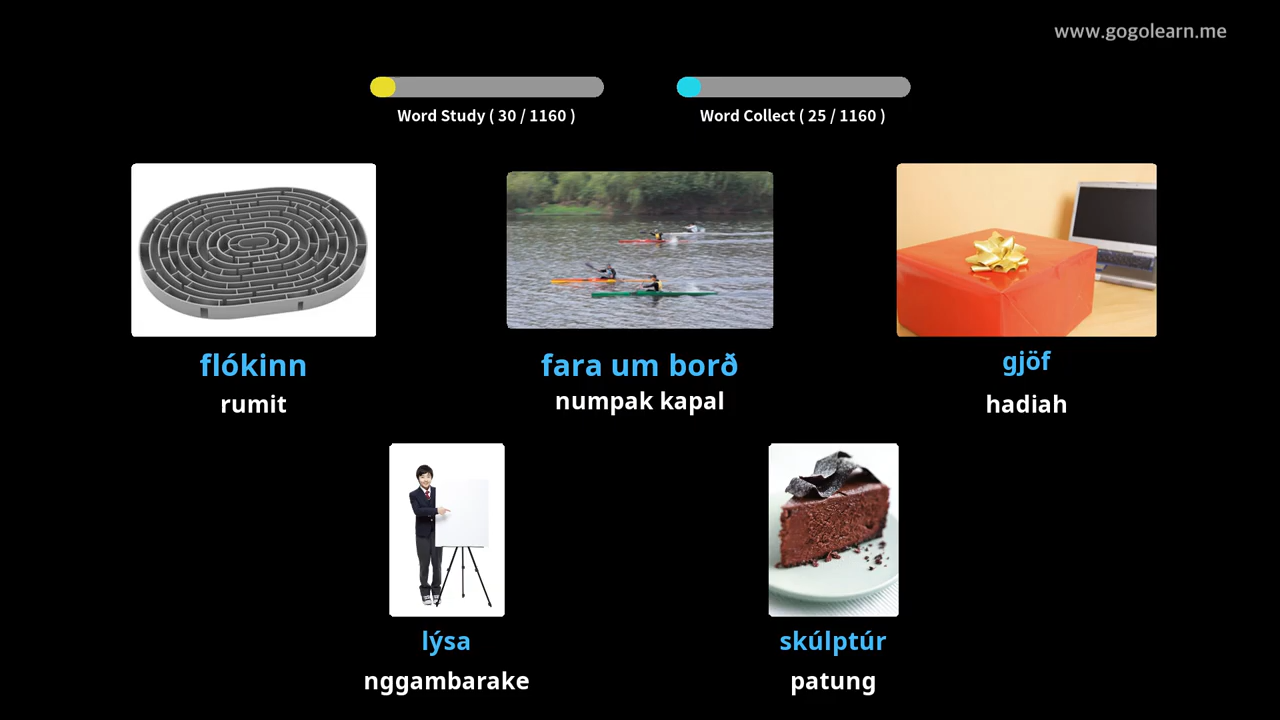 www.gogolearn.me
Word Study ( 30 / 1160 )
Word Collect ( 25 / 1160 )
flókinn
rumit
fara um borð
numpak kapal
gjöf
hadiah
lýsa
nggambarake
skúlptúr
patung